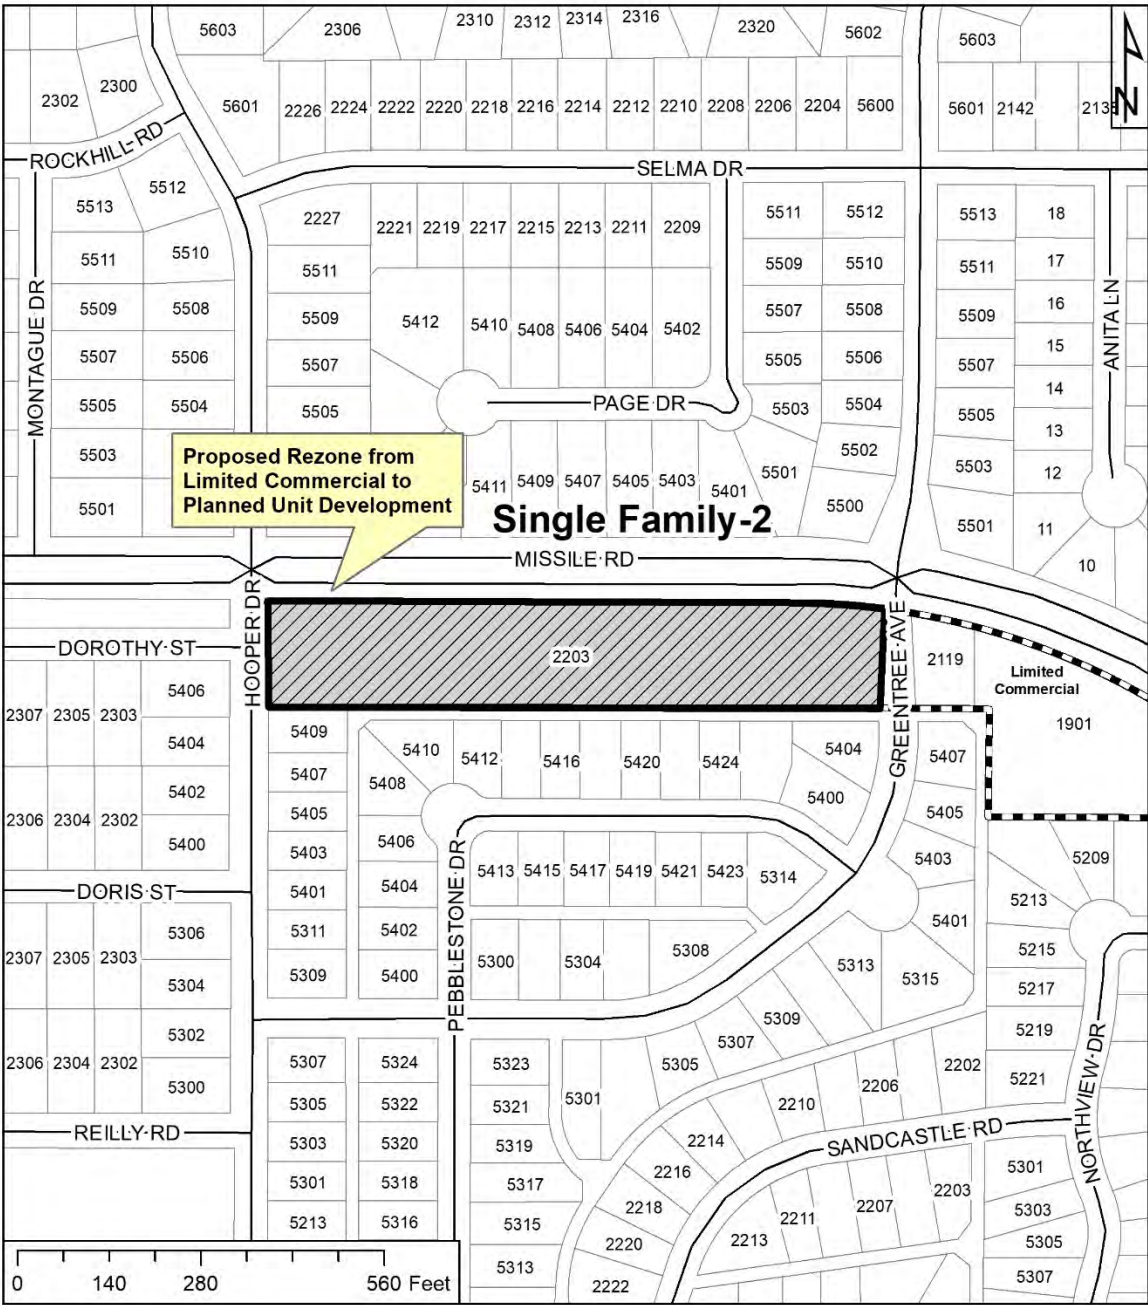 5603 2306 2310 2312 2314 2316 2320 5602 5603
2302 2300 5601 2226 2224 2222 2220 2218 2216 2214 2212 2210 2208 2206 2204 5600 5601 2142
N
ROCKHILL RD
SELMA DR
5513 5512 2227 2221 2219 2217 2215 2213 2211 2209 5511 5512 5513 18
5511 5510 5511 5509 5510 5511 17
MONTAGUE DR
ANITA LN
5509 5508 5509 5412 5410 5408 5406 5404 5402 5507 5508 5509 16
5507 5506 5507 5505 5506 5507 15
5505 5504 5505 PAGE DR 5503 5504 5505 14
13
5503 5502 5503 12
Proposed Rezone from
Limited Commercial to
Planned Unit Development
5501 5411 5409 5407 5405 5403 5401 5501 5500 5501 11
Single Family-2
MISSILE RD
10
HOOPER DR
GREENTREE AVE
DOROTHY ST
2203
2119
Limited
Commercial
1901
2307 2305 2303 5406
5404
5402
2306 2304 2302 5400
5409 5410 5412 5416 5420 5424 5404 5407
5407 5408 5400 5405
5405 5406 5403 5209
5403 5404 5413 5415 5417 5419 5421 5423 5314 5213
DORIS ST
5401 5402 5401
PEBBLESTONE DR
5311 5400 5300 5304 5308 5313 5315 5215
5309 5217
2307 2305 2303 5306
5304
5302
2306 2304 2302 5300
5307 5324 5323 5301 5305 5307 5309 5219
5305 5322 5321 2210 2206 2202 5221
REILLY RD
5303 5320 5319 2214
SANDCASTLE RD
NORTHVIEW DR
5301 5318 5317 2216 5301
5213 5316 5315 2218 2213 2211 2207 2203 5303
5313 2220 5305
2222 5307
0 140 280 560 Feet